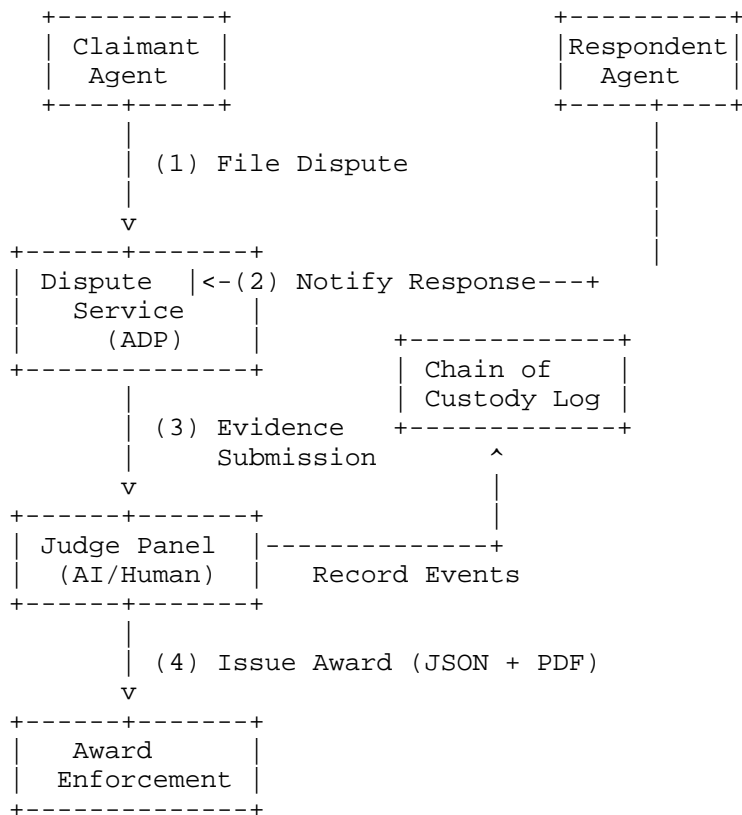 Claimant
Agent
Respondent
Agent
(1) File Dispute
Dispute
Service
(ADP)
<-(2) Notify Response---+
Chain of
Custody Log
(3) Evidence
Submission
Judge Panel
(AI/Human)
Record Events
(4) Issue Award (JSON + PDF)
Award
Enforcement